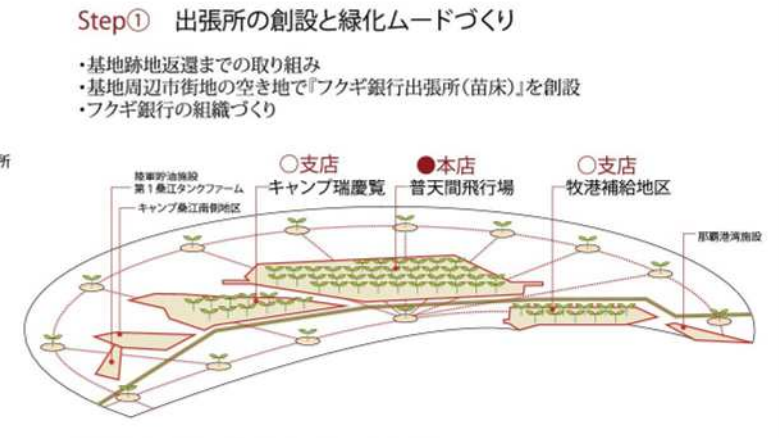 Step① 出張所の創設と緑化ムードづくり
・基地跡地返還までの取り組み
・基地周辺市街地の空き地で『フクギ銀行出張所（苗床）』を創設
・フクギ銀行の組織づくり
所
陸軍貯油施設
第１桑江タンクファーム
キャンプ桑江南側地区
○支店
キャンプ瑞慶覧
●本店
普天間飛行場
○支店
牧港補給地区
那覇港湾施設